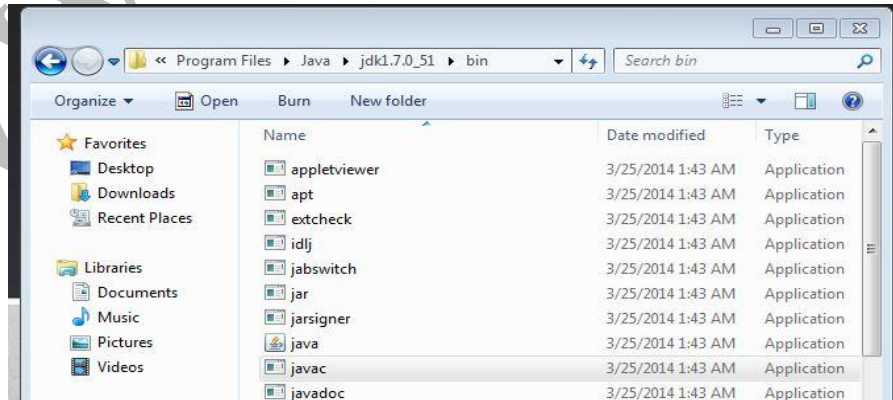 « Program Files ▸ Java ▸ jdk1.7.0_51 ▸ bin Search bin
Organize ▾ Open Burn New folder
Name Date modified Type
Favorites
Desktop
Downloads
Recent Places
Libraries
Documents
Music
Pictures
Videos
appletviewer 3/25/2014 1:43 AM Application
apt 3/25/2014 1:43 AM Application
extcheck 3/25/2014 1:43 AM Application
idlj 3/25/2014 1:43 AM Application
jabswitch 3/25/2014 1:43 AM Application
jar 3/25/2014 1:43 AM Application
jarsigner 3/25/2014 1:43 AM Application
java 3/25/2014 1:43 AM Application
javac 3/25/2014 1:43 AM Application
javadoc 3/25/2014 1:43 AM Application